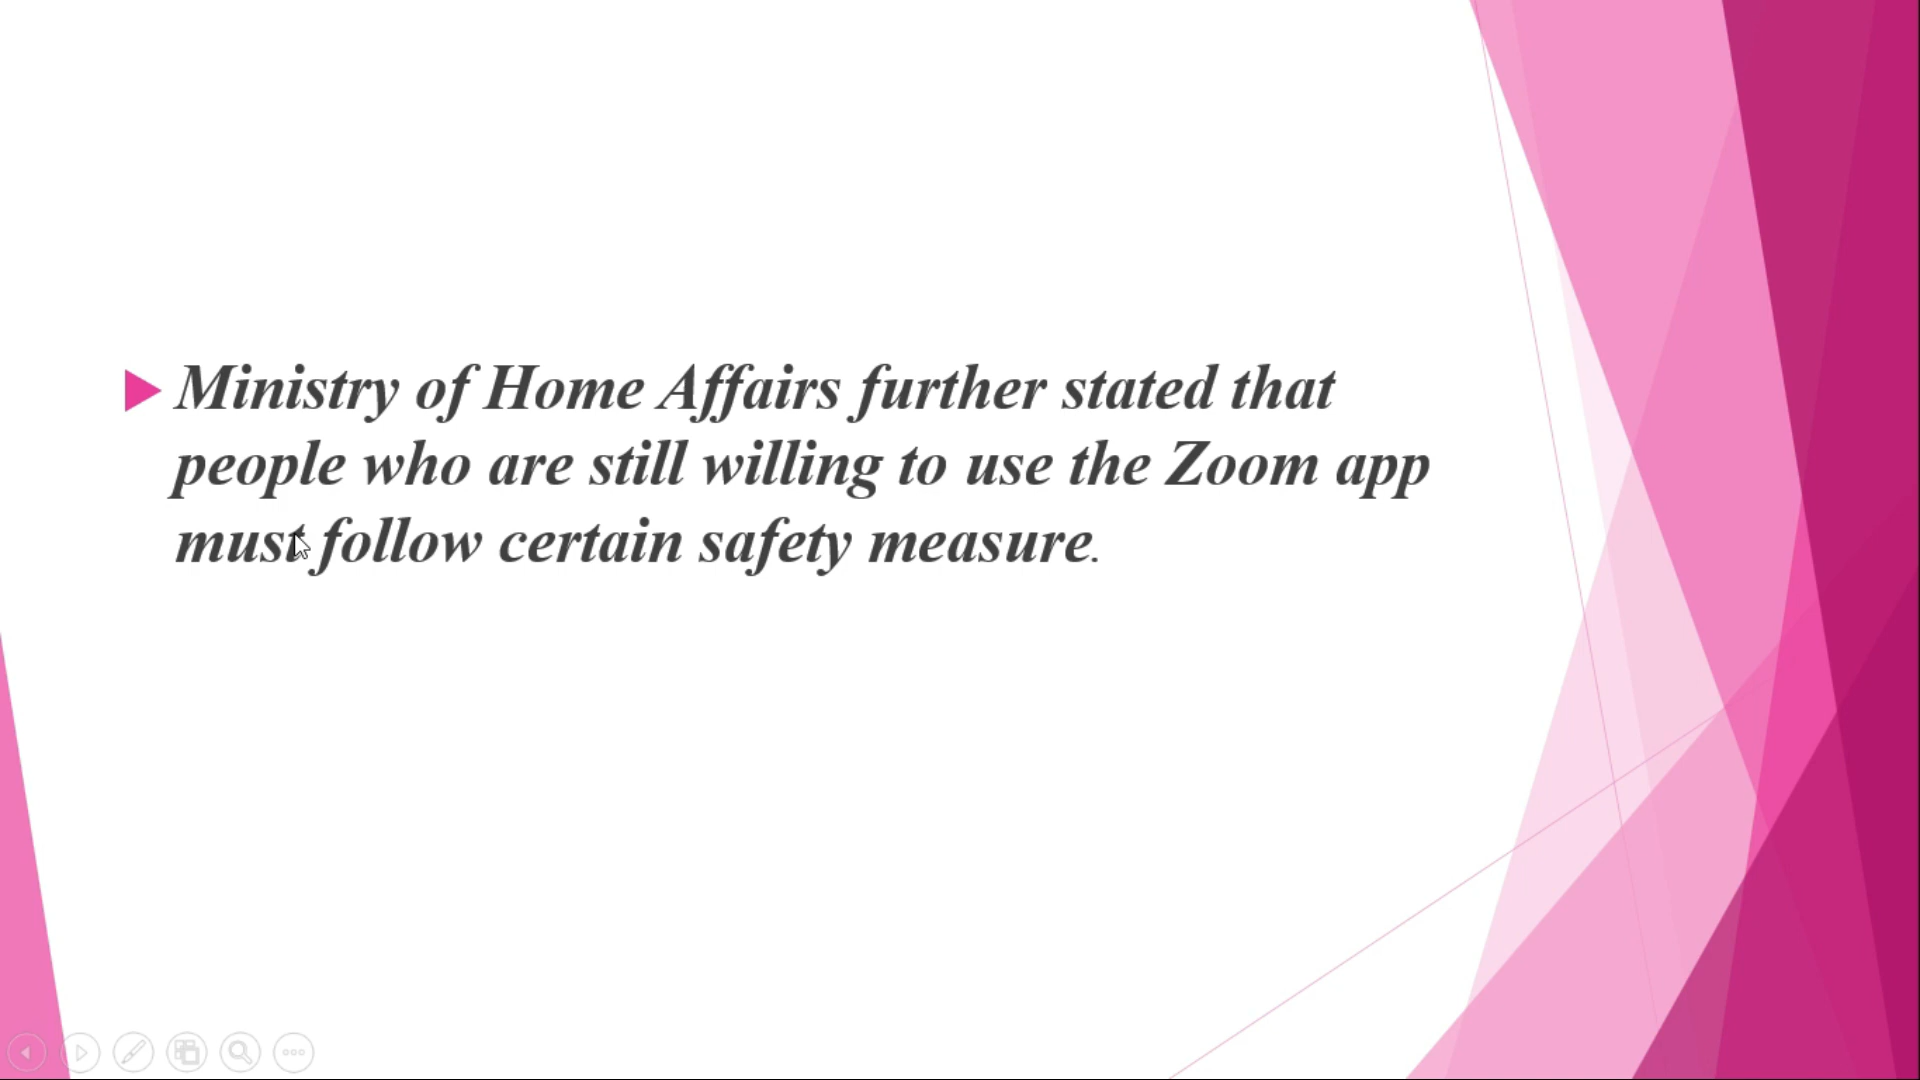 Ministry of Home Affairs further stated that
people who are still willing to use the Zoom app
must follow certain safety measure.